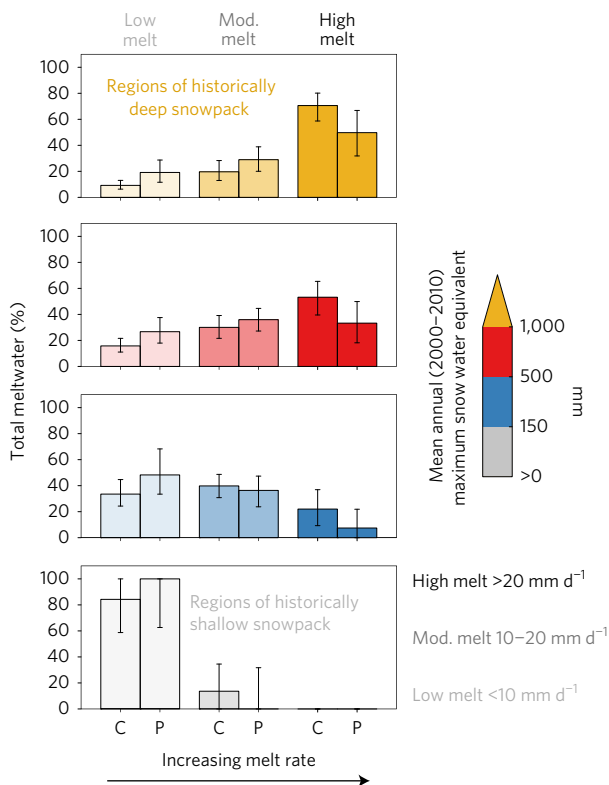 Low
melt
Mod.
melt
High
melt
100
80
60
40
20
0
Regions of historically
deep snowpack
100
80
60
40
20
0
100
80
60
40
20
0
100
80
60
40
20
0
Regions of historically
shallow snowpack
Total meltwater (%)
C P C P C P
Increasing melt rate
Mean annual (2000–2010)
maximum snow water equivalent
1,000
500
150
>0
mm
High melt >20 mm d⁻¹
Mod. melt 10–20 mm d⁻¹
Low melt <10 mm d⁻¹